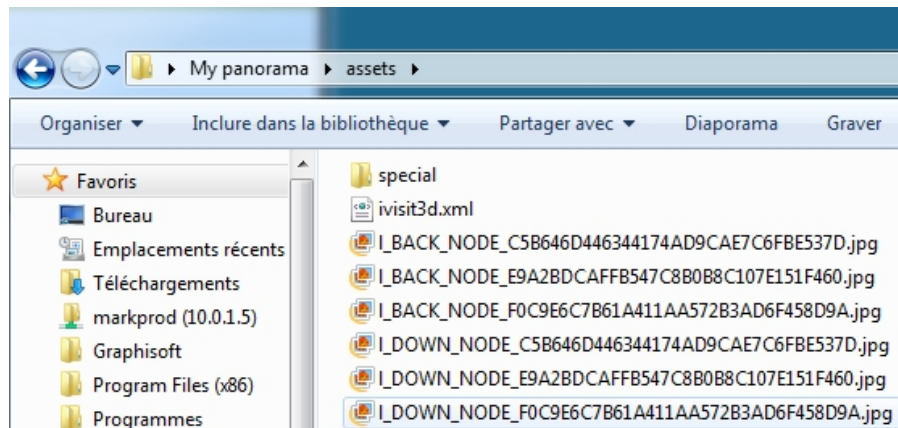 My panorama assets
Organiser Inclure dans la bibliothèque Partager avec Diaporama Graver
Favoris
Bureau
Emplacements récents
Téléchargements
markprod (10.0.1.5)
Graphisoft
Program Files (x86)
Programmes
special
ivisit3d.xml
I_BACK_NODE_C5B646D446344174AD9CAE7C6FBE537D.jpg
I_BACK_NODE_E9A2BDCAFFB547C8B0B8C107E151F460.jpg
I_BACK_NODE_F0C9E6C7B61A411AA572B3AD6F458D9A.jpg
I_DOWN_NODE_C5B646D446344174AD9CAE7C6FBE537D.jpg
I_DOWN_NODE_E9A2BDCAFFB547C8B0B8C107E151F460.jpg
I_DOWN_NODE_F0C9E6C7B61A411AA572B3AD6F458D9A.jpg